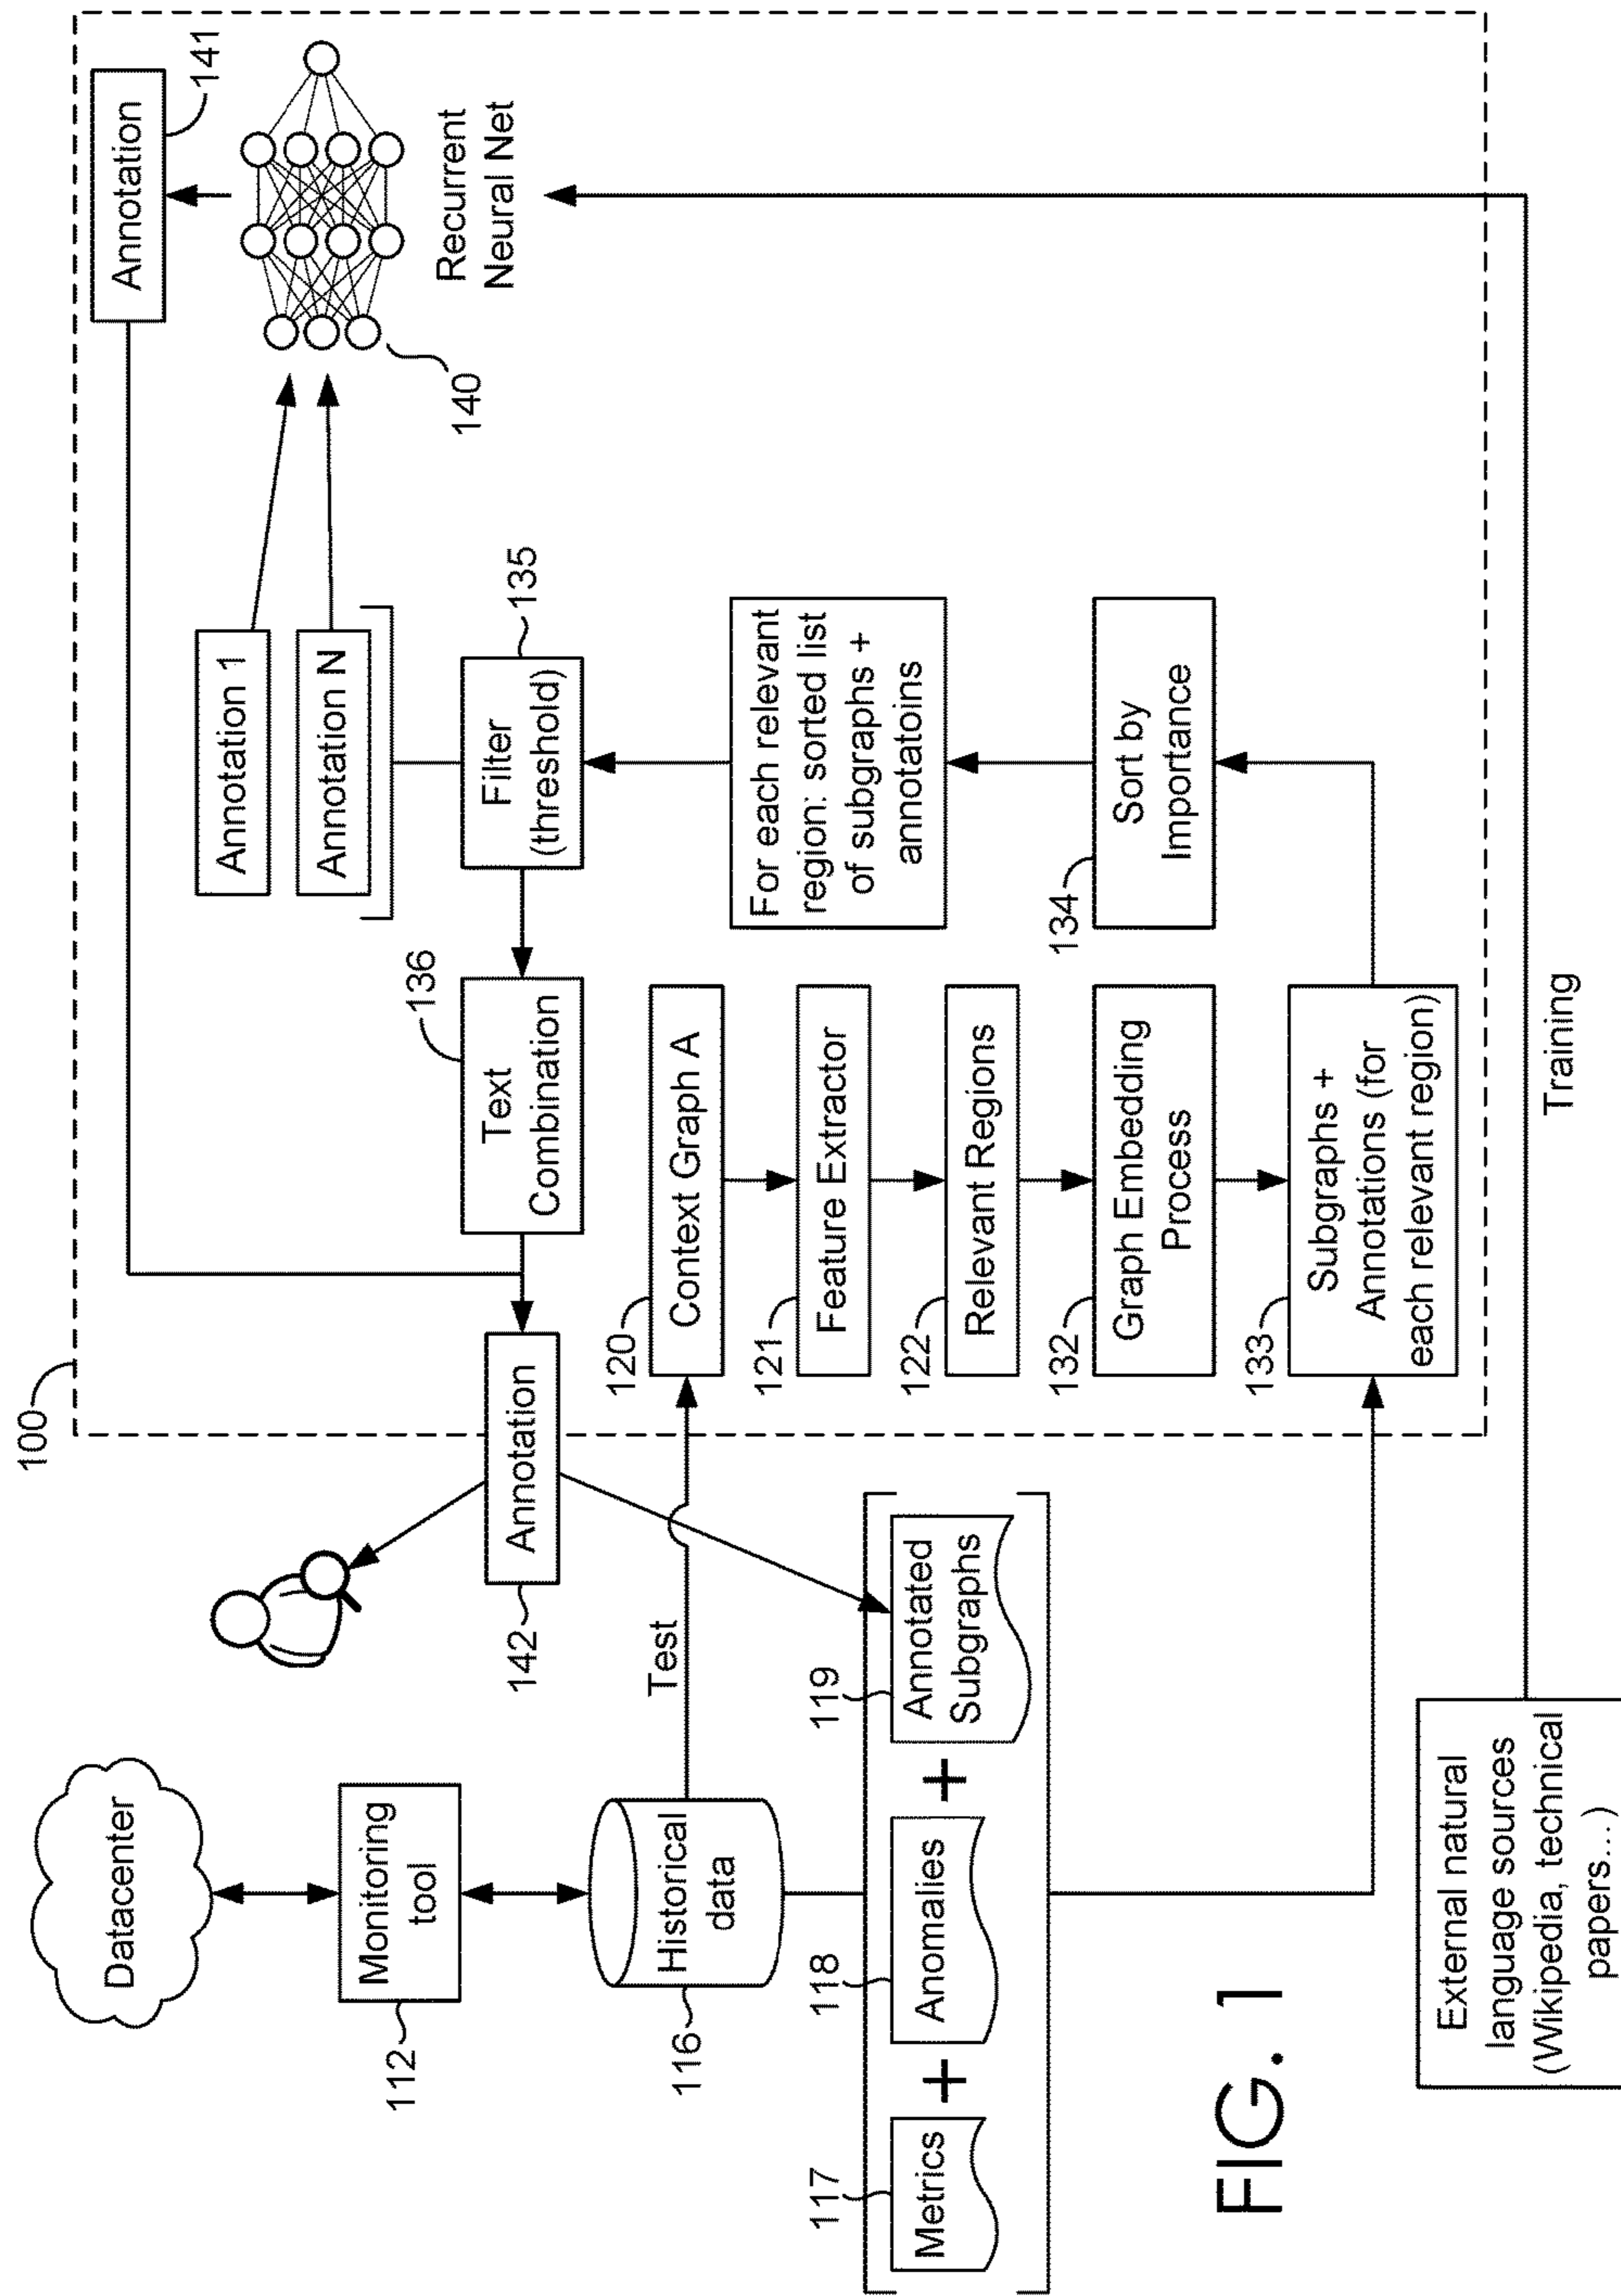 100
Datacenter
Monitoring
tool
112
Historical
data
116
Test
Metrics
117
+
Anomalies
118
+
Annotated
Subgraphs
119
Annotation
142
Annotation
141
Recurrent
Neural Net
140
Annotation 1
Annotation N
Filter
(threshold)
135
Text
Combination
136
Context Graph A
120
Feature Extractor
121
Relevant Regions
122
Graph Embedding
Process
132
Subgraphs +
Annotations (for
each relevant region)
133
Sort by
Importance
134
For each relevant
region: sorted list
of subgraphs +
annotatoins
External natural
language sources
(Wikipedia, technical
papers...)
Training
FIG. 1